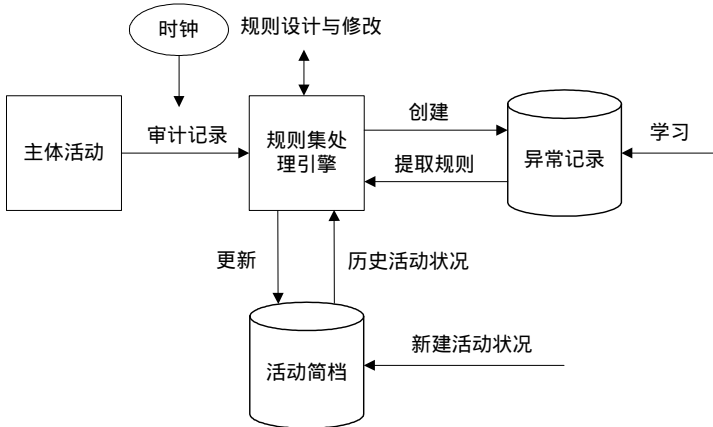 时钟
规则设计与修改
主体活动
审计记录
规则集处
理引擎
创建
提取规则
异常记录
学习
更新
历史活动状况
活动简档
新建活动状况